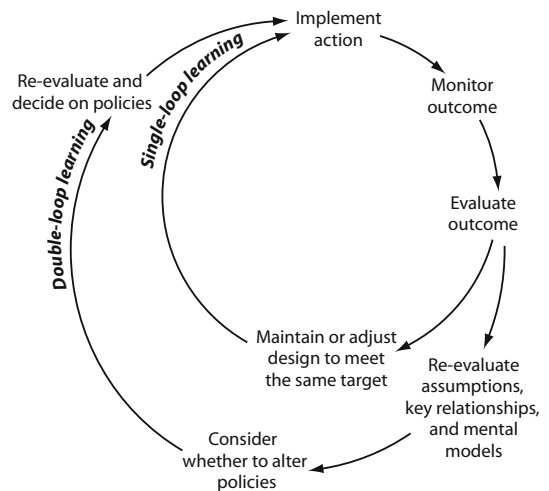 Implement
action
Monitor
outcome
Evaluate
outcome
Re-evaluate
assumptions,
key relationships,
and mental
models
Maintain or adjust
design to meet
the same target
Consider
whether to alter
policies
Re-evaluate and
decide on policies
Single-loop learning
Double-loop learning